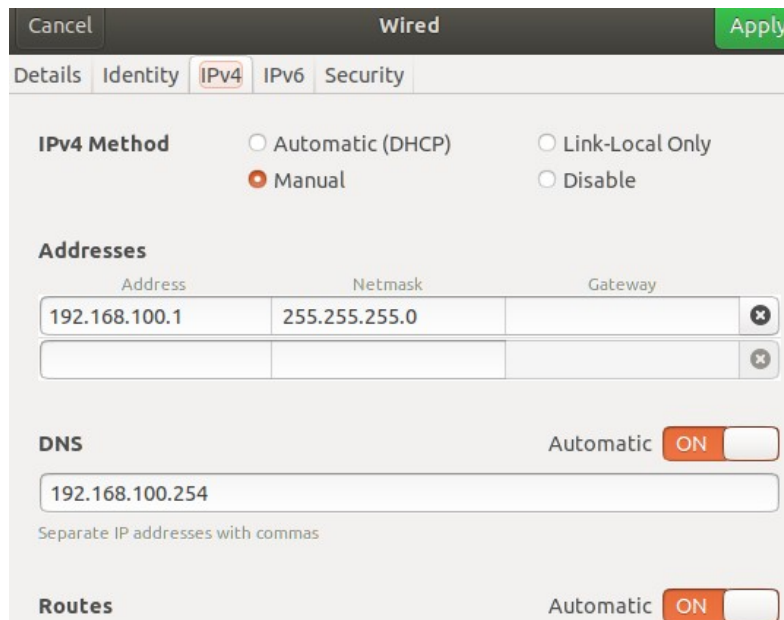 Cancel Wired Apply
Details Identity IPv4 IPv6 Security
IPv4 Method Automatic (DHCP) Link-Local Only
Manual Disable
Addresses
Address Netmask Gateway
192.168.100.1 255.255.255.0
DNS Automatic ON
192.168.100.254
Separate IP addresses with commas
Routes Automatic ON